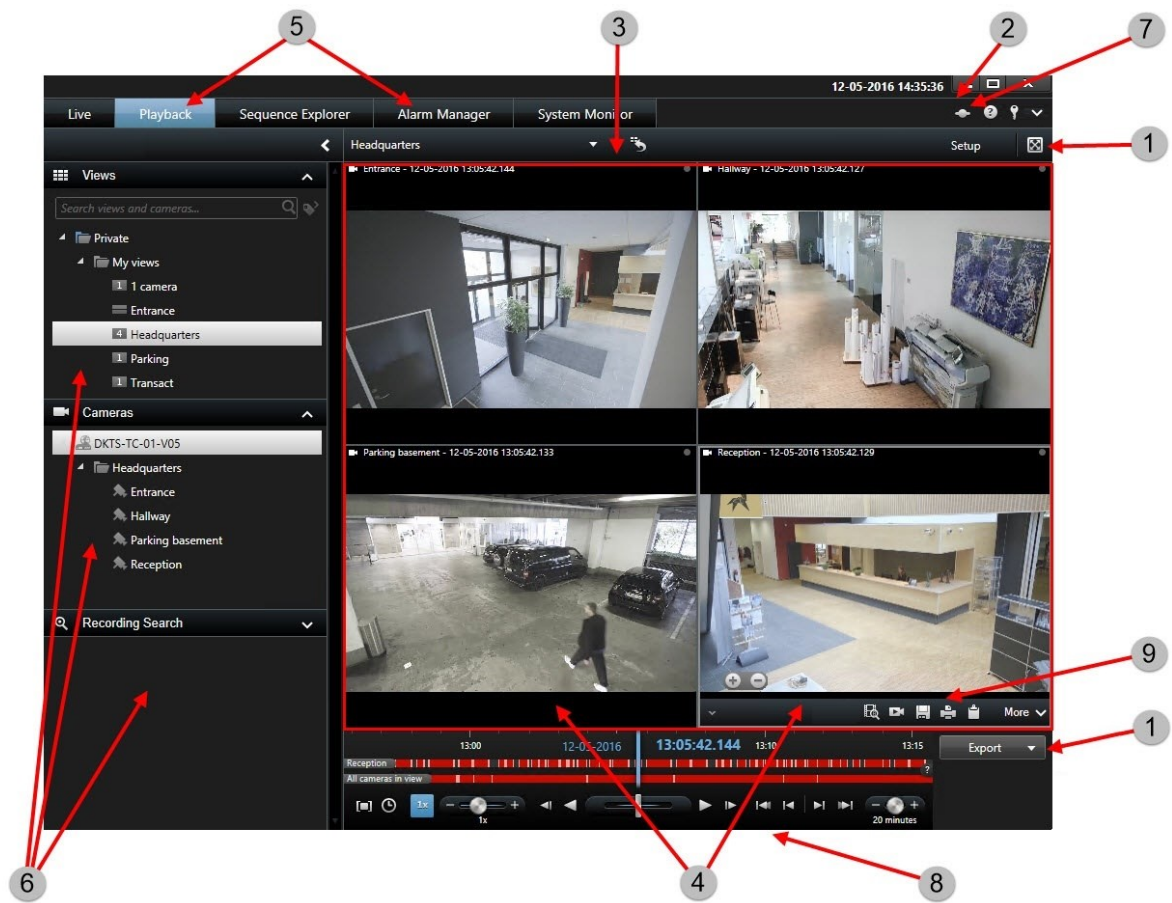 5
3
2
7
12-05-2016 14:35:36
Live
Playback
Sequence Explorer
Alarm Manager
System Monitor
Headquarters
Setup
1
Views
Search views and cameras...
Private
My views
1 1 camera
Entrance
4 Headquarters
1 Parking
1 Transact
Cameras
DKTS-TC-01-V05
Headquarters
Entrance
Hallway
Parking basement
Reception
Recording Search
Entrance - 12-05-2016 13:05:42.144
Hallway - 12-05-2016 13:05:42.127
Parking basement - 12-05-2016 13:05:42.133
Reception - 12-05-2016 13:05:42.129
9
More
1
13:00
12-05-2016
13:05:42.144
13:10
13:15
Export
Reception
?
All cameras in view
1x
1x
20 minutes
6
4
8